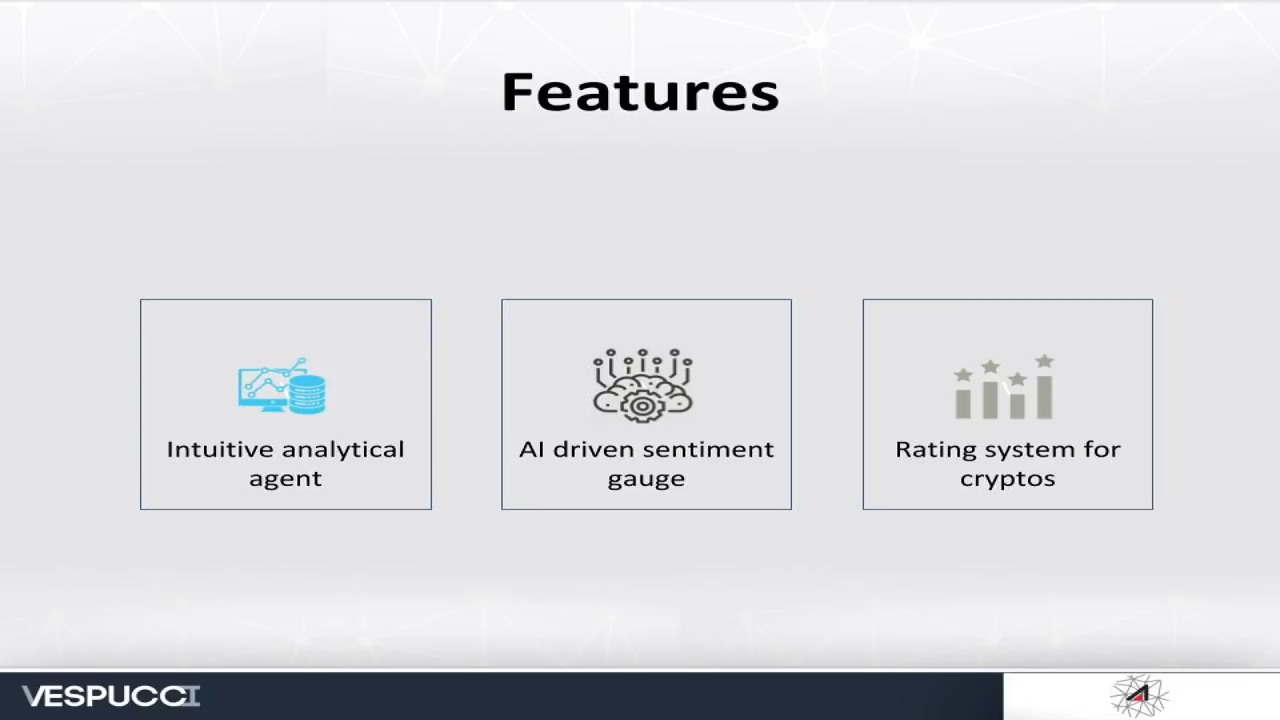 Features
Intuitive analytical
agent
AI driven sentiment
gauge
Rating system for
cryptos
VESPUCCI